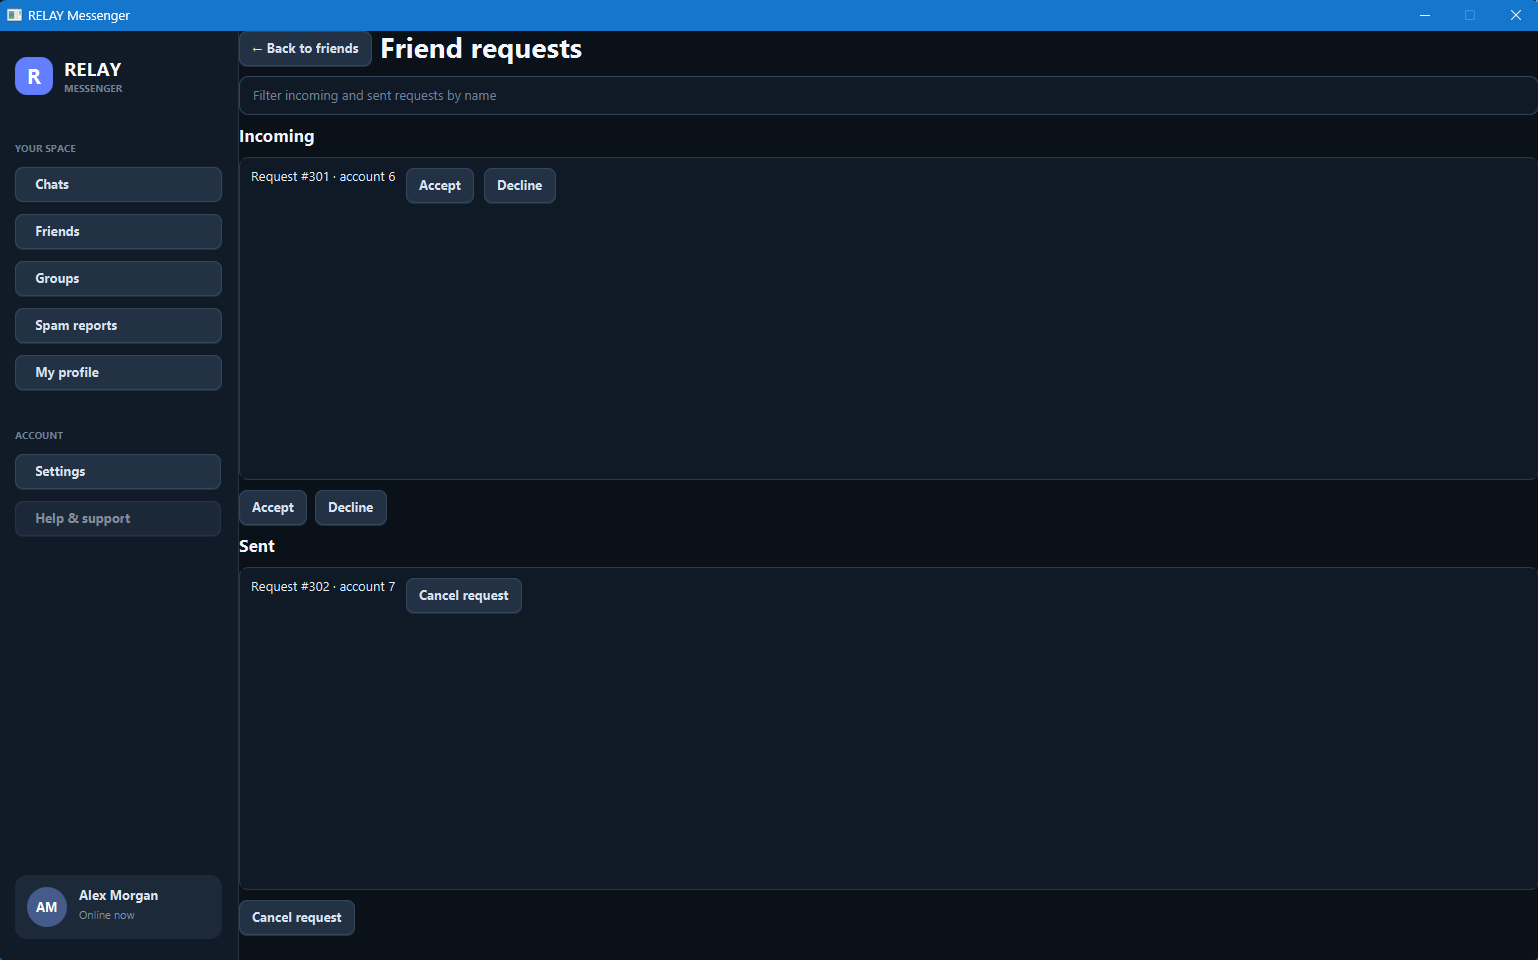 RELAY Messenger
R
RELAY
MESSENGER
YOUR SPACE
Chats
Friends
Groups
Spam reports
My profile
ACCOUNT
Settings
Help & support
AM
Alex Morgan
Online now
← Back to friends
Friend requests
Filter incoming and sent requests by name
Incoming
Request #301 · account 6
Accept
Decline
Accept
Decline
Sent
Request #302 · account 7
Cancel request
Cancel request